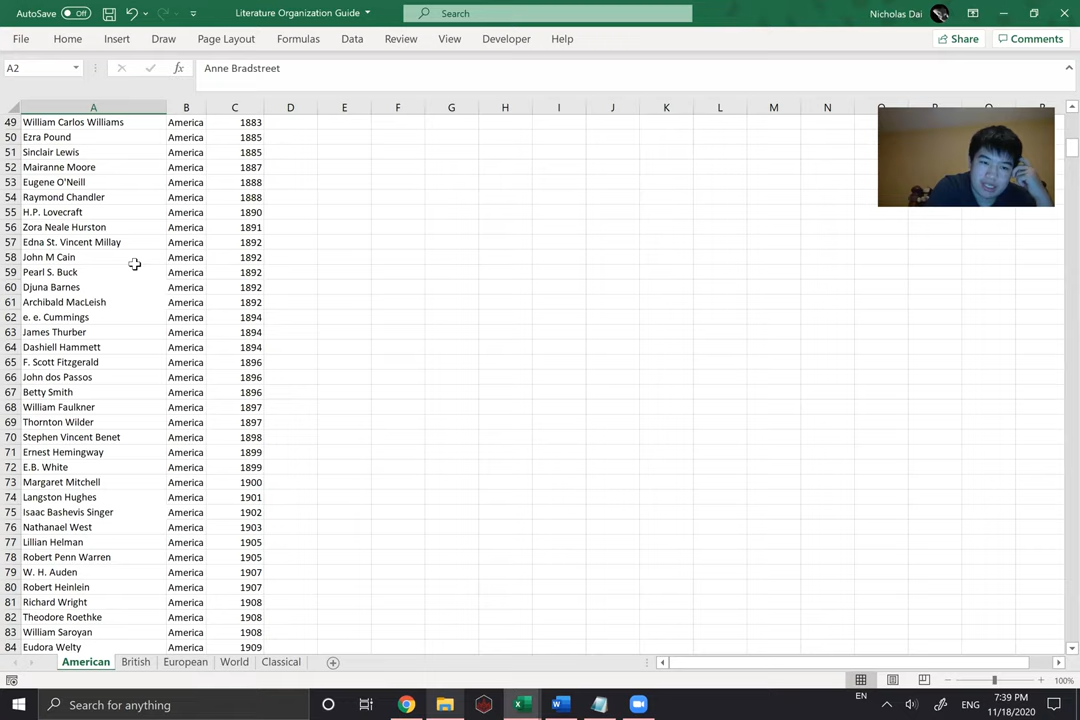 AutoSave Off Literature Organization Guide Search Nicholas Dai
File Home Insert Draw Page Layout Formulas Data Review View Developer Help Share Comments
A2 fx Anne Bradstreet
A B C D E F G H I J K L M N
49 William Carlos Williams America 1883
50 Ezra Pound America 1885
51 Sinclair Lewis America 1885
52 Mairanne Moore America 1887
53 Eugene O'Neill America 1888
54 Raymond Chandler America 1888
55 H.P. Lovecraft America 1890
56 Zora Neale Hurston America 1891
57 Edna St. Vincent Millay America 1892
58 John M Cain America 1892
59 Pearl S. Buck America 1892
60 Djuna Barnes America 1892
61 Archibald MacLeish America 1892
62 e. e. Cummings America 1894
63 James Thurber America 1894
64 Dashiell Hammett America 1894
65 F. Scott Fitzgerald America 1896
66 John dos Passos America 1896
67 Betty Smith America 1896
68 William Faulkner America 1897
69 Thornton Wilder America 1897
70 Stephen Vincent Benet America 1898
71 Ernest Hemingway America 1899
72 E.B. White America 1899
73 Margaret Mitchell America 1900
74 Langston Hughes America 1901
75 Isaac Bashevis Singer America 1902
76 Nathanael West America 1903
77 Lillian Helman America 1905
78 Robert Penn Warren America 1905
79 W. H. Auden America 1907
80 Robert Heinlein America 1907
81 Richard Wright America 1908
82 Theodore Roethke America 1908
83 William Saroyan America 1908
84 Eudora Welty America 1909
American British European World Classical
100%
Search for anything EN ENG 7:39 PM
11/18/2020